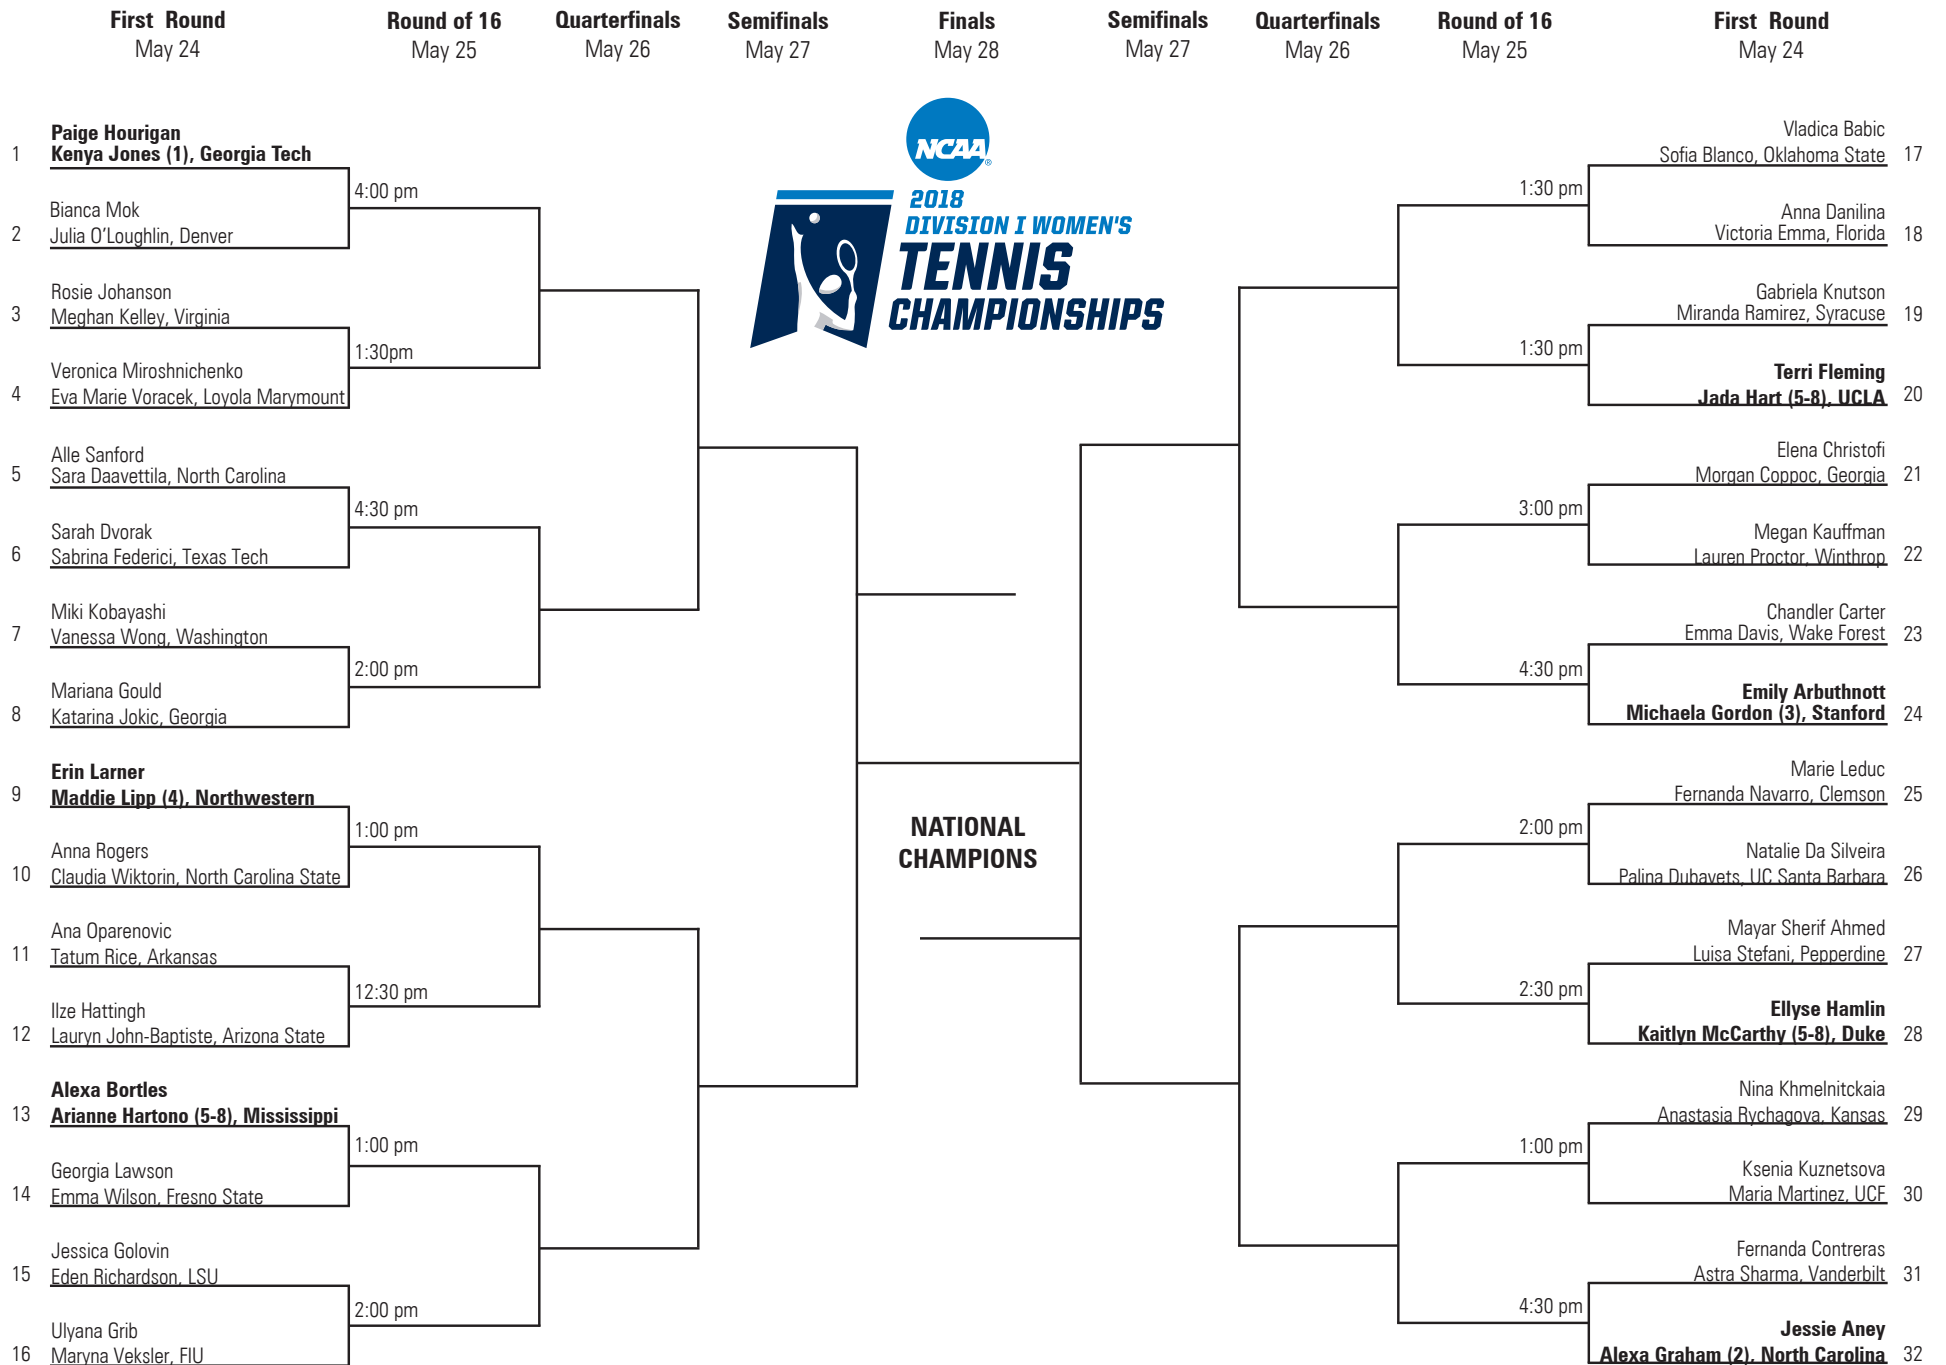 First Round
May 24
Round of 16
May 25
Quarterfinals
May 26
Semifinals
May 27
Finals
May 28
Semifinals
May 27
Quarterfinals
May 26
Round of 16
May 25
First Round
May 24
NCAA®
2018
DIVISION I WOMEN'S
TENNIS
CHAMPIONSHIPS
Paige Hourigan
1 Kenya Jones (1), Georgia Tech
4:00 pm
Bianca Mok
2 Julia O'Loughlin, Denver
Rosie Johanson
3 Meghan Kelley, Virginia
1:30pm
Veronica Miroshnichenko
4 Eva Marie Voracek, Loyola Marymount
Alle Sanford
5 Sara Daavettila, North Carolina
4:30 pm
Sarah Dvorak
6 Sabrina Federici, Texas Tech
Miki Kobayashi
7 Vanessa Wong, Washington
2:00 pm
Mariana Gould
8 Katarina Jokic, Georgia
Erin Larner
9 Maddie Lipp (4), Northwestern
1:00 pm
Anna Rogers
10 Claudia Wiktorin, North Carolina State
Ana Oparenovic
11 Tatum Rice, Arkansas
12:30 pm
Ilze Hattingh
12 Lauryn John-Baptiste, Arizona State
Alexa Bortles
13 Arianne Hartono (5-8), Mississippi
1:00 pm
Georgia Lawson
14 Emma Wilson, Fresno State
Jessica Golovin
15 Eden Richardson, LSU
2:00 pm
Ulyana Grib
16 Maryna Veksler, FIU
NATIONAL
CHAMPIONS
Vladica Babic
Sofia Blanco, Oklahoma State 17
1:30 pm
Anna Danilina
Victoria Emma, Florida 18
Gabriela Knutson
Miranda Ramirez, Syracuse 19
1:30 pm
Terri Fleming
Jada Hart (5-8), UCLA 20
Elena Christofi
Morgan Coppoc, Georgia 21
3:00 pm
Megan Kauffman
Lauren Proctor, Winthrop 22
Chandler Carter
Emma Davis, Wake Forest 23
4:30 pm
Emily Arbuthnott
Michaela Gordon (3), Stanford 24
Marie Leduc
Fernanda Navarro, Clemson 25
2:00 pm
Natalie Da Silveira
Palina Dubavets, UC Santa Barbara 26
Mayar Sherif Ahmed
Luisa Stefani, Pepperdine 27
2:30 pm
Ellyse Hamlin
Kaitlyn McCarthy (5-8), Duke 28
Nina Khmelnitckaia
Anastasia Rychagova, Kansas 29
1:00 pm
Ksenia Kuznetsova
Maria Martinez, UCF 30
Fernanda Contreras
Astra Sharma, Vanderbilt 31
4:30 pm
Jessie Aney
Alexa Graham (2), North Carolina 32